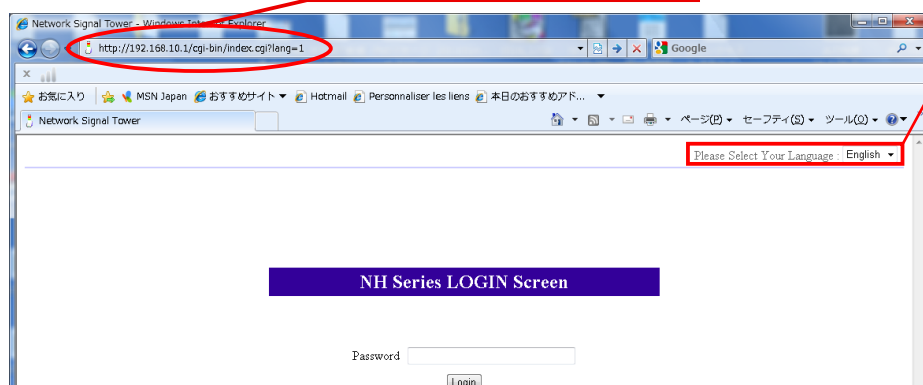 Network Signal Tower - Windows Internet Explorer
http://192.168.10.1/cgi-bin/index.cgi?lang=1
Google
お気に入り MSN Japan おすすめサイト Hotmail Personnaliser les liens 本日のおすすめアド...
Network Signal Tower
ページ(P) セーフティ(S) ツール(O)
Please Select Your Language : English
NH Series LOGIN Screen
Password
Login